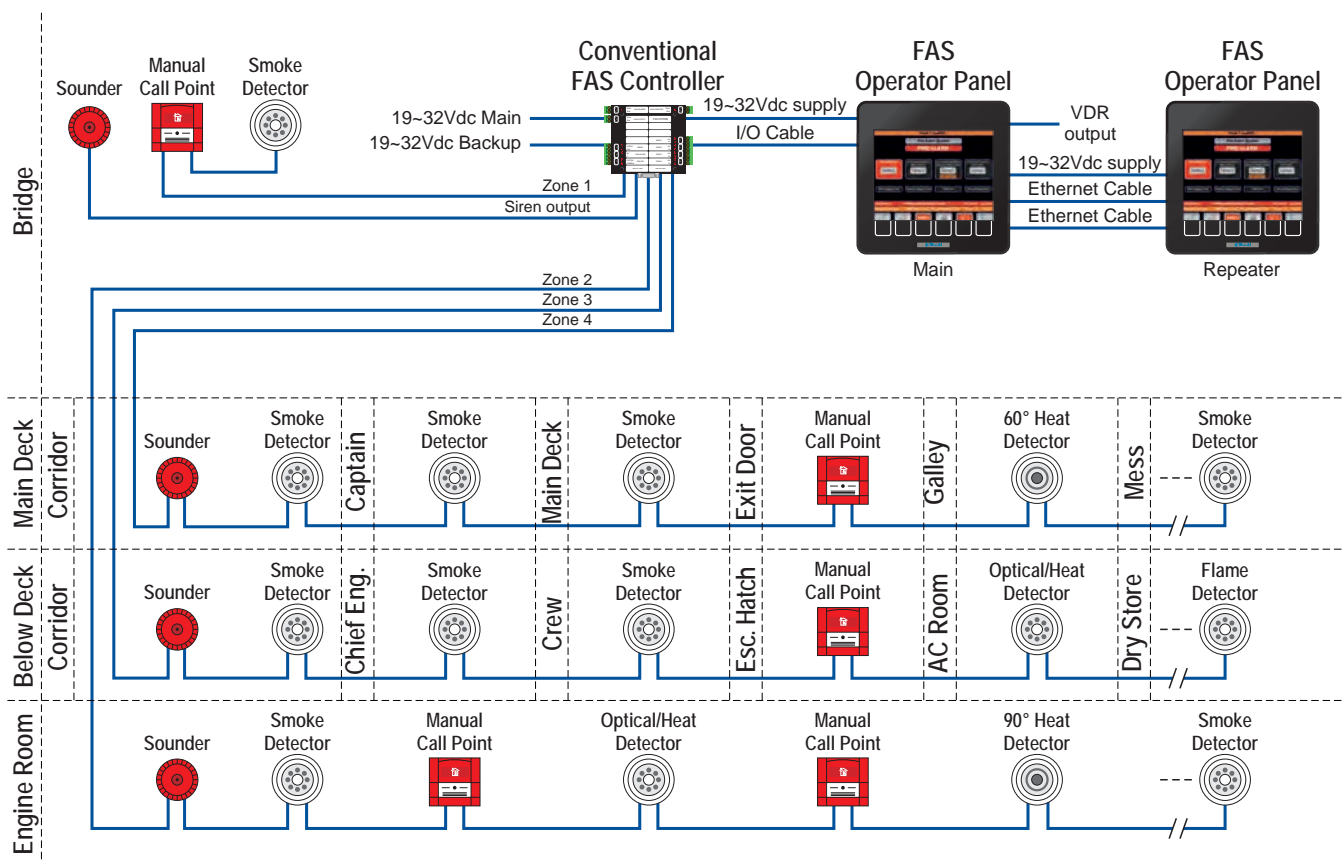 Conventional
FAS Controller
FAS
Operator Panel
FAS
Operator Panel
Sounder
Manual
Call Point
Smoke
Detector
19~32Vdc Main
19~32Vdc Backup
19~32Vdc supply
I/O Cable
VDR
output
19~32Vdc supply
Ethernet Cable
Ethernet Cable
Main
Repeater
Zone 1
Siren output
Zone 2
Zone 3
Zone 4
Bridge
Main Deck
Corridor
Sounder
Smoke
Detector
Captain
Smoke
Detector
Main Deck
Smoke
Detector
Exit Door
Manual
Call Point
Galley
60° Heat
Detector
Mess
Smoke
Detector
Below Deck
Corridor
Sounder
Smoke
Detector
Chief Eng.
Smoke
Detector
Crew
Smoke
Detector
Esc. Hatch
Manual
Call Point
AC Room
Optical/Heat
Detector
Dry Store
Flame
Detector
Engine Room
Sounder
Smoke
Detector
Manual
Call Point
Optical/Heat
Detector
Manual
Call Point
90° Heat
Detector
Smoke
Detector